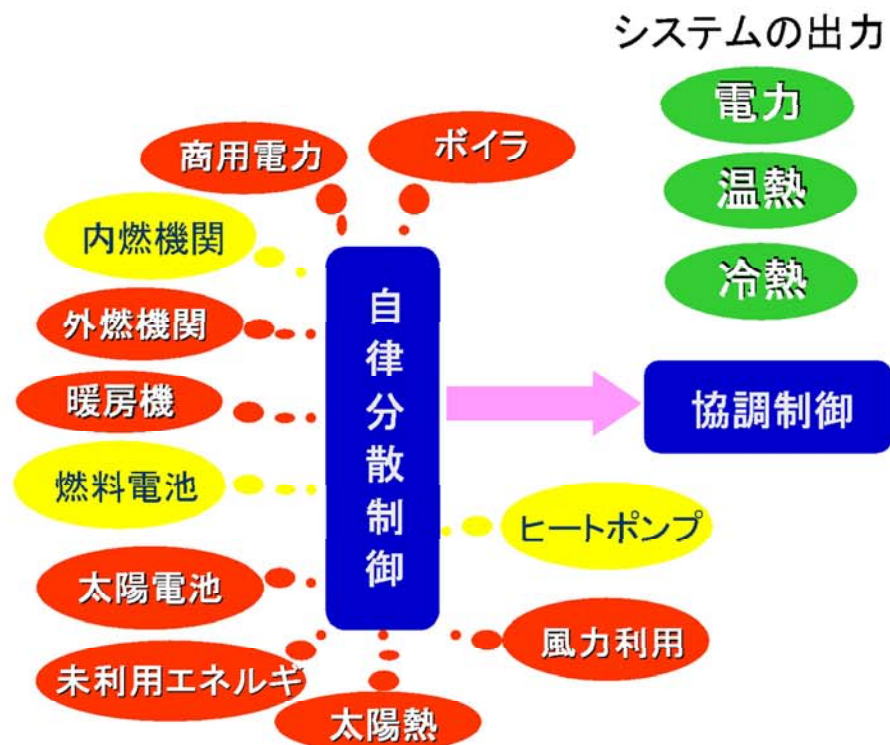 システムの出力
電力
温熱
冷熱
商用電力
ボイラ
内燃機関
外燃機関
暖房機
燃料電池
太陽電池
未利用エネルギ
太陽熱
風力利用
ヒートポンプ
自律分散制御
協調制御